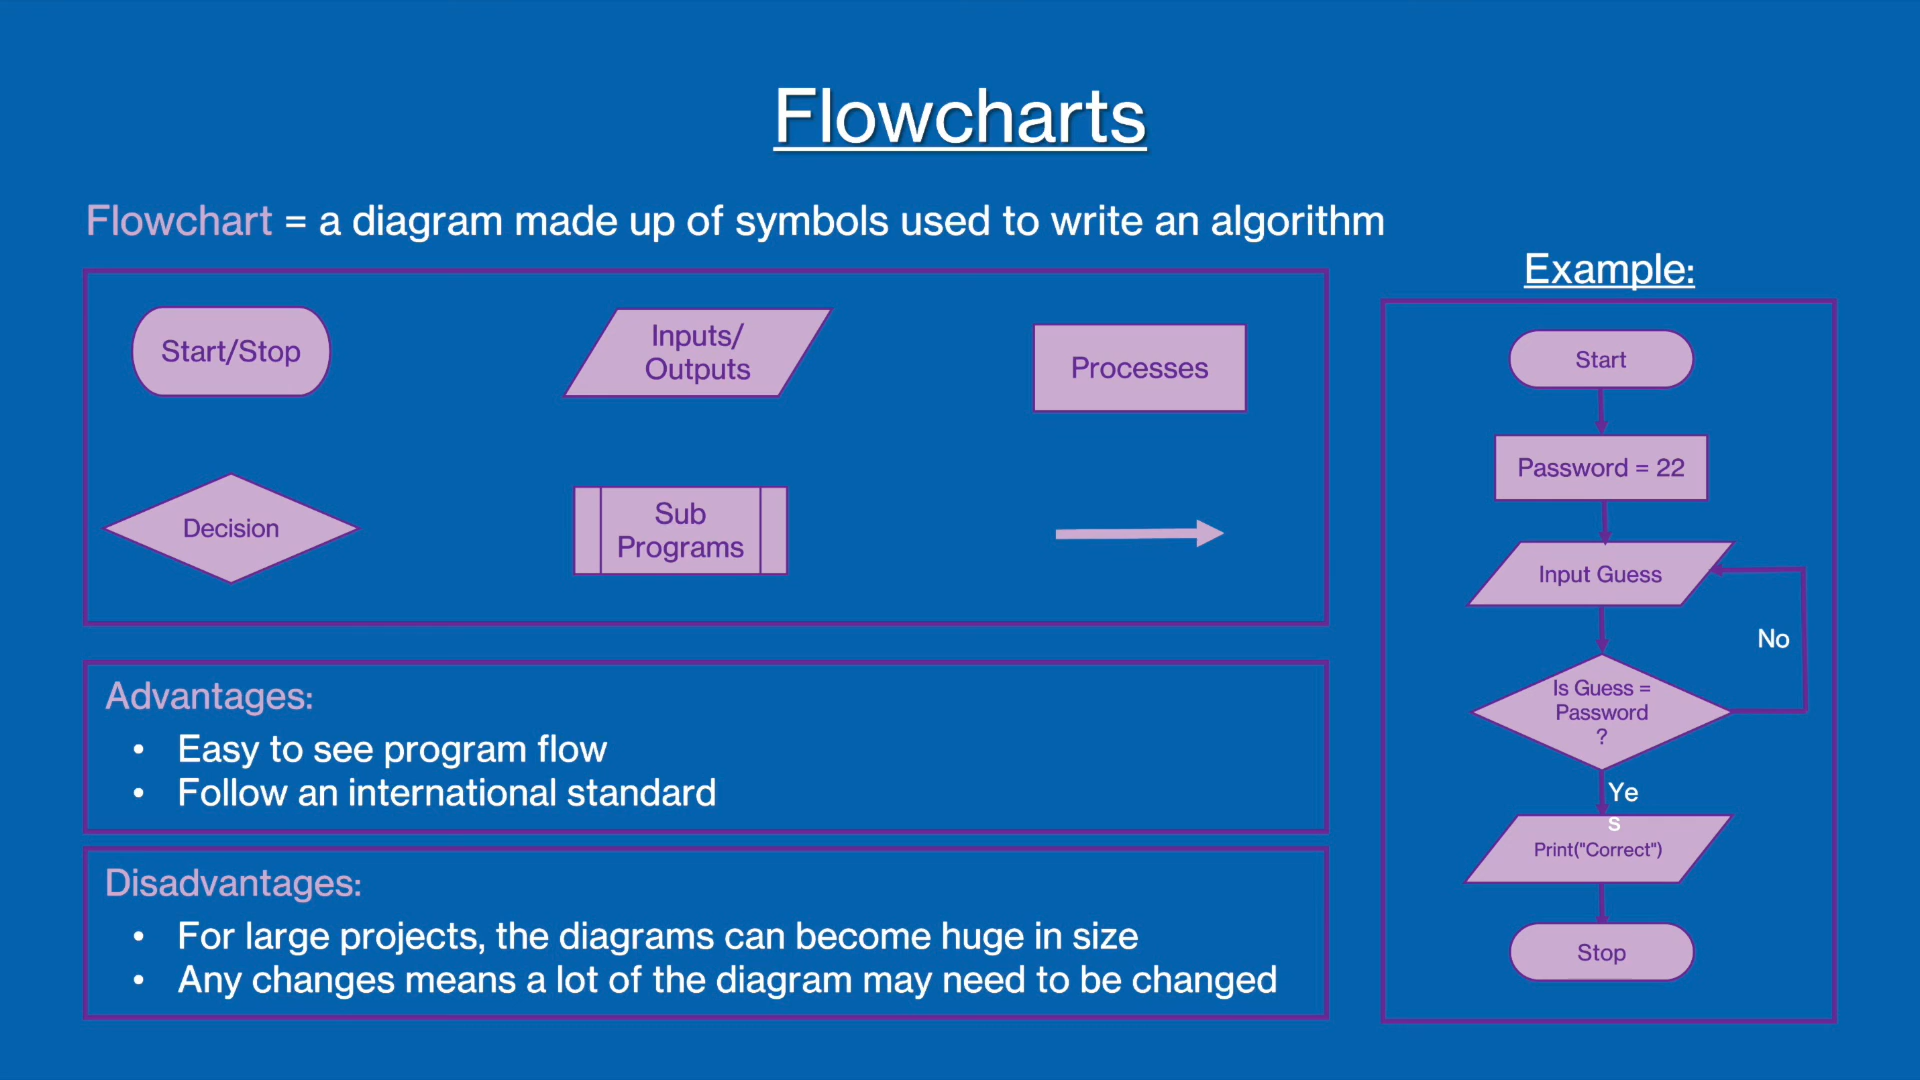 Flowcharts
Flowchart = a diagram made up of symbols used to write an algorithm
Start/Stop
Inputs/
Outputs
Processes
Decision
Sub
Programs
Advantages:
• Easy to see program flow
• Follow an international standard
Disadvantages:
• For large projects, the diagrams can become huge in size
• Any changes means a lot of the diagram may need to be changed
Example:
Start
Password = 22
Input Guess
No
Is Guess =
Password
?
Ye
s
Print("Correct")
Stop